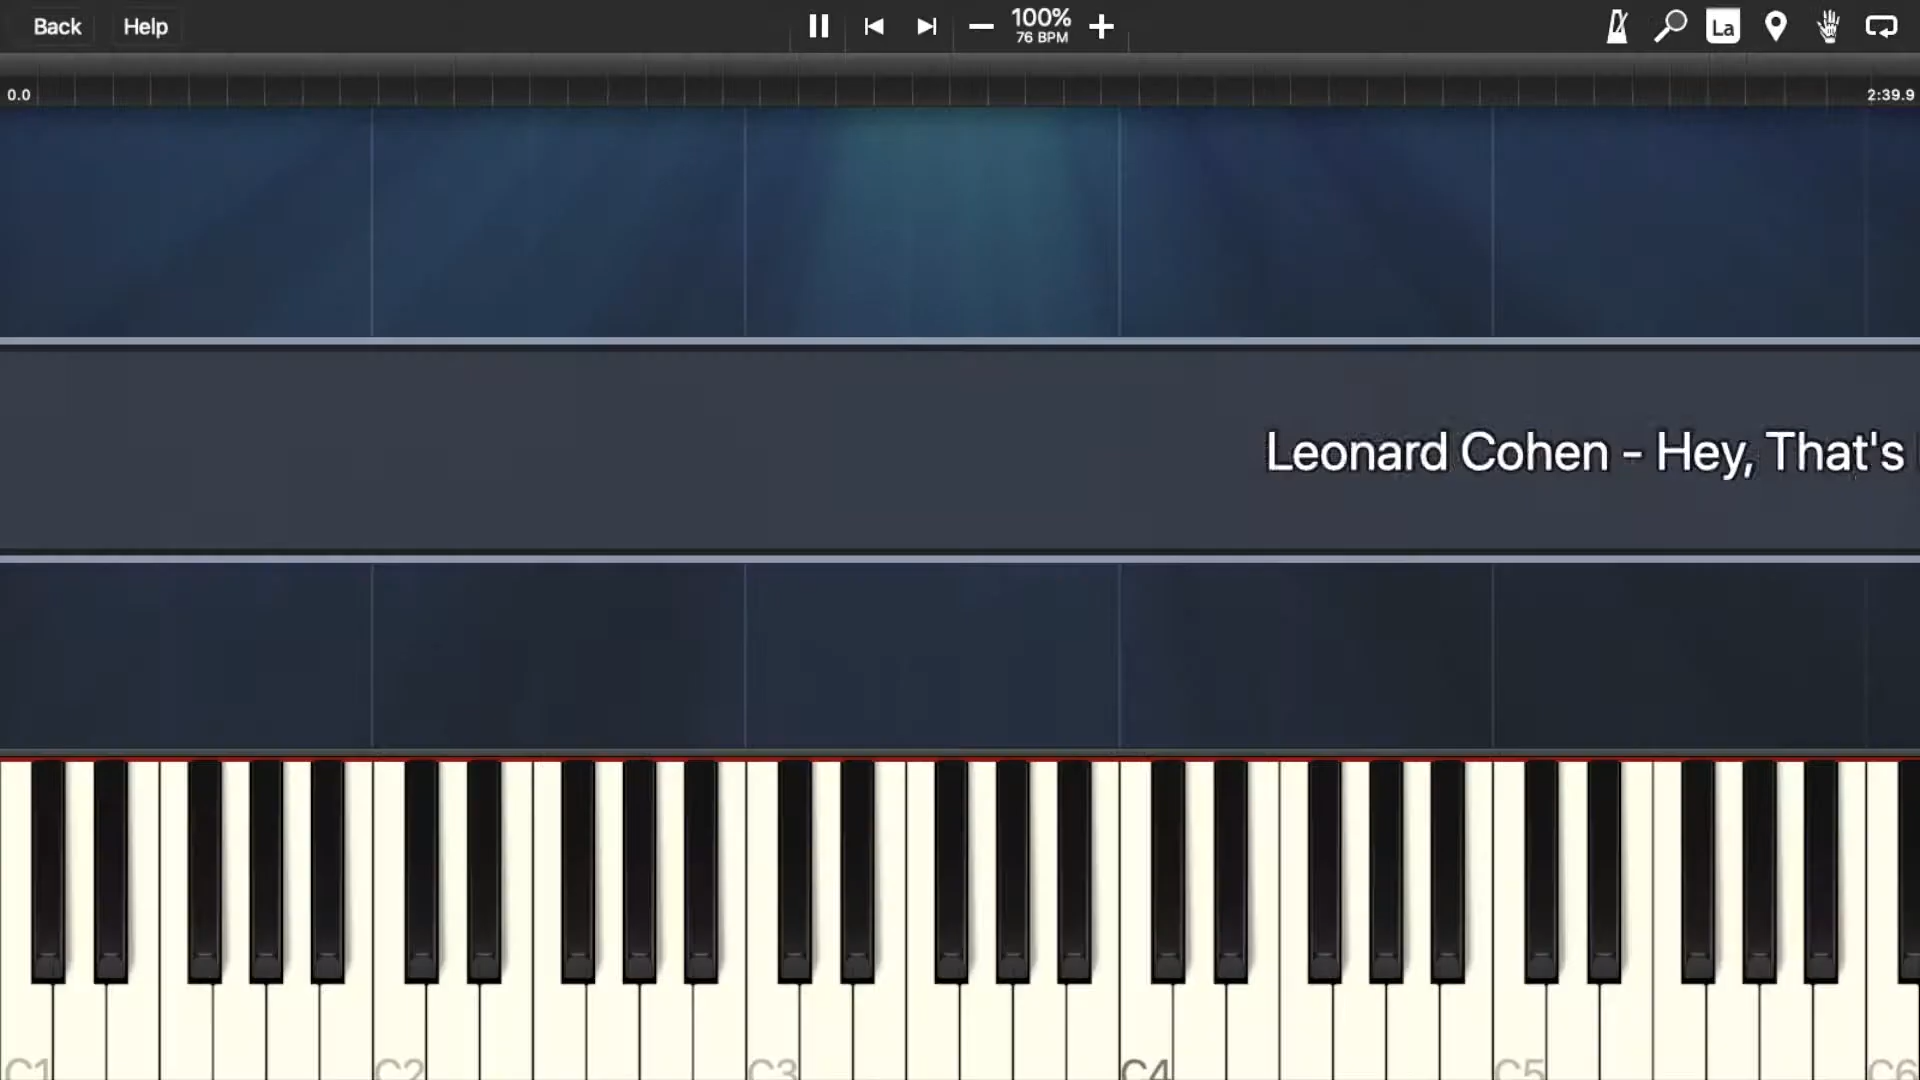 Back Help 100%
76 BPM
La
0.0 2:39.9
Leonard Cohen - Hey, That's
C1 C2 C3 C4 C5 C6